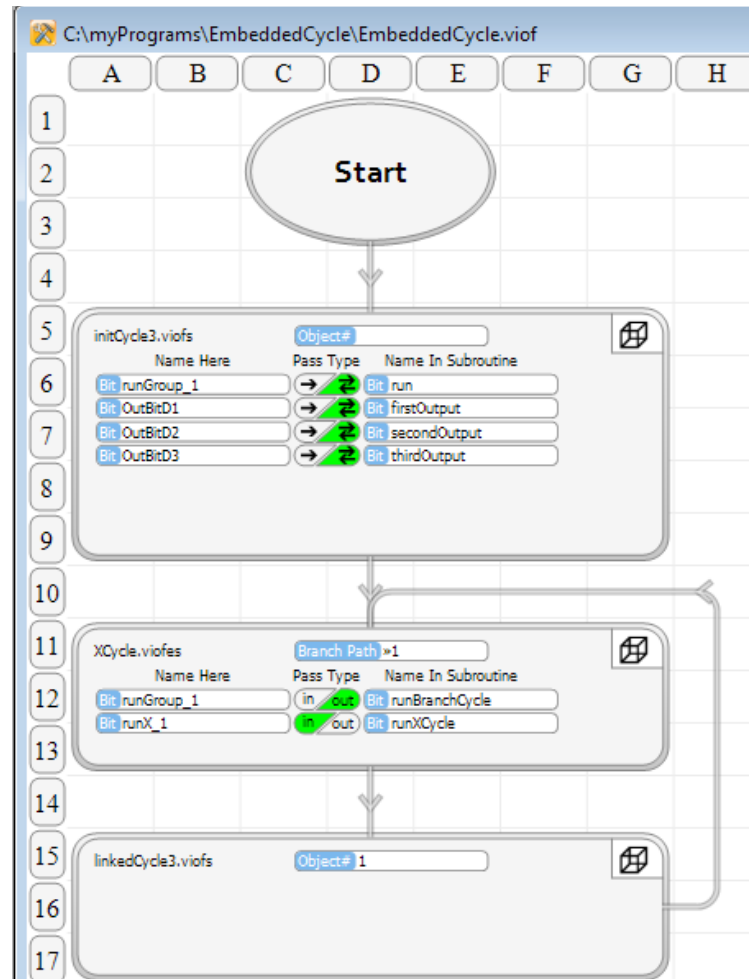 C:\myPrograms\EmbeddedCycle\EmbeddedCycle.viof
A B C D E F G H
1
2 Start
3
4
5 initCycle3.viofs Object#
Name Here Pass Type Name In Subroutine
6 Bit runGroup_1 Bit run
Bit OutBitD1 Bit firstOutput
7 Bit OutBitD2 Bit secondOutput
Bit OutBitD3 Bit thirdOutput
8
9
10
11 XCycle.viofes Branch Path »1
Name Here Pass Type Name In Subroutine
12 Bit runGroup_1 in out Bit runBranchCycle
Bit runX_1 in out Bit runXCycle
13
14
15 linkedCycle3.viofs Object# 1
16
17